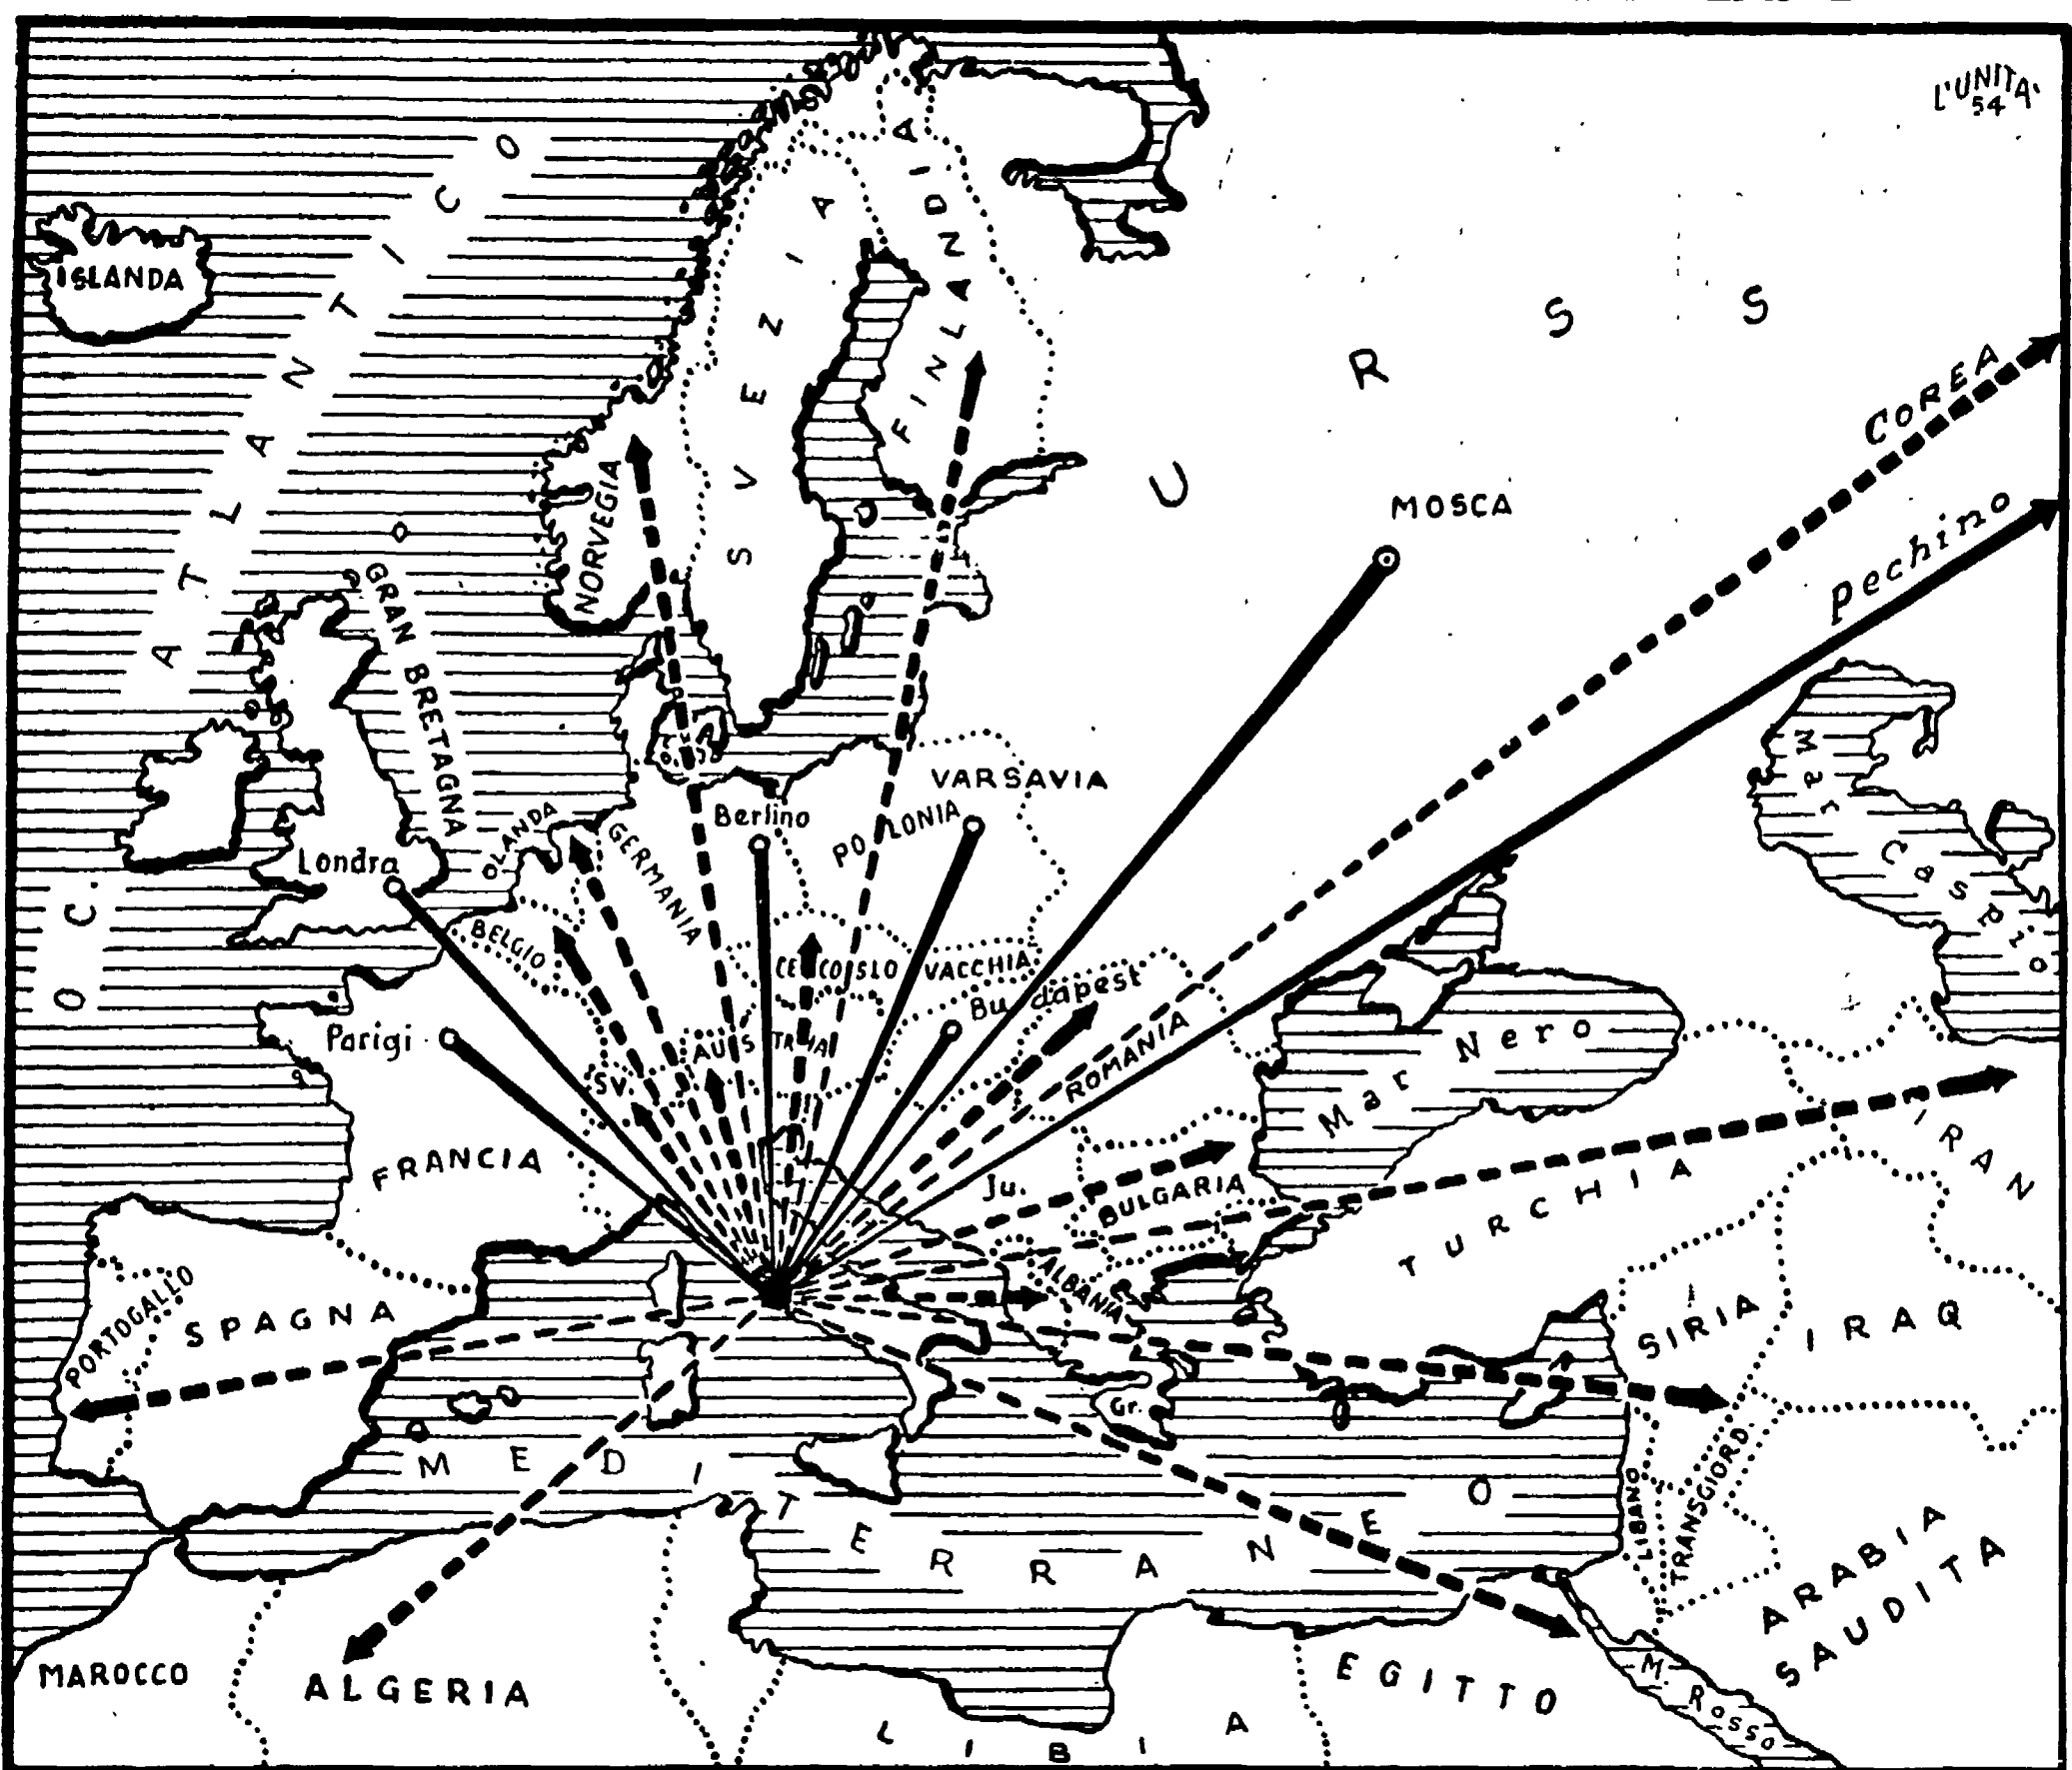 L'UNITA'
54
ISLANDA
OC. ATLANTICO
NORVEGIA
SVEZIA
FINLANDIA
URSS
MOSCA
COREA
Pechino
GRAN BRETAGNA
Londra
OLANDA
BELGIO
GERMANIA
Berlino
VARSAVIA
POLONIA
CECOSLOVACCHIA
Parigi
SV.
AUSTRIA
Budapest
ROMANIA
FRANCIA
Ju.
BULGARIA
ALBANIA
Gr.
Mar Nero
Mar Caspio
TURCHIA
IRAN
SIRIA
IRAQ
PORTOGALLO
SPAGNA
MEDITERRANEO
LIBANO
TRANSGIORD.
ARABIA
SAUDITA
MAROCCO
ALGERIA
LIBIA
EGITTO
M. Rosso